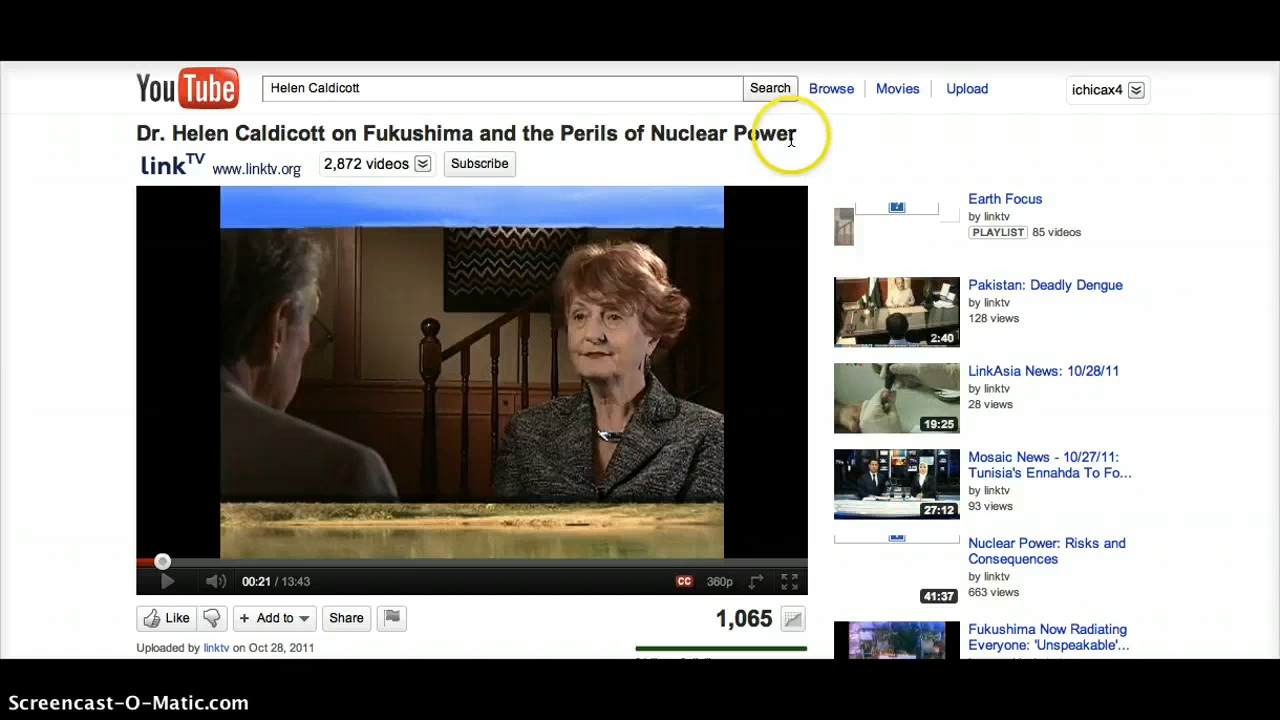 YouTube
Helen Caldicott
Search
Browse
Movies
Upload
ichicax4
Dr. Helen Caldicott on Fukushima and the Perils of Nuclear Power
linkTV www.linktv.org
2,872 videos
Subscribe
00:21 / 13:43
CC
360p
Like
+ Add to
Share
1,065
Uploaded by linktv on Oct 28, 2011
Earth Focus
by linktv
PLAYLIST 85 videos
2:40
Pakistan: Deadly Dengue
by linktv
128 views
19:25
LinkAsia News: 10/28/11
by linktv
28 views
27:12
Mosaic News - 10/27/11:
Tunisia's Ennahda To Fo...
by linktv
93 views
41:37
Nuclear Power: Risks and
Consequences
by linktv
663 views
Fukushima Now Radiating
Everyone: 'Unspeakable'...
Screencast-O-Matic.com